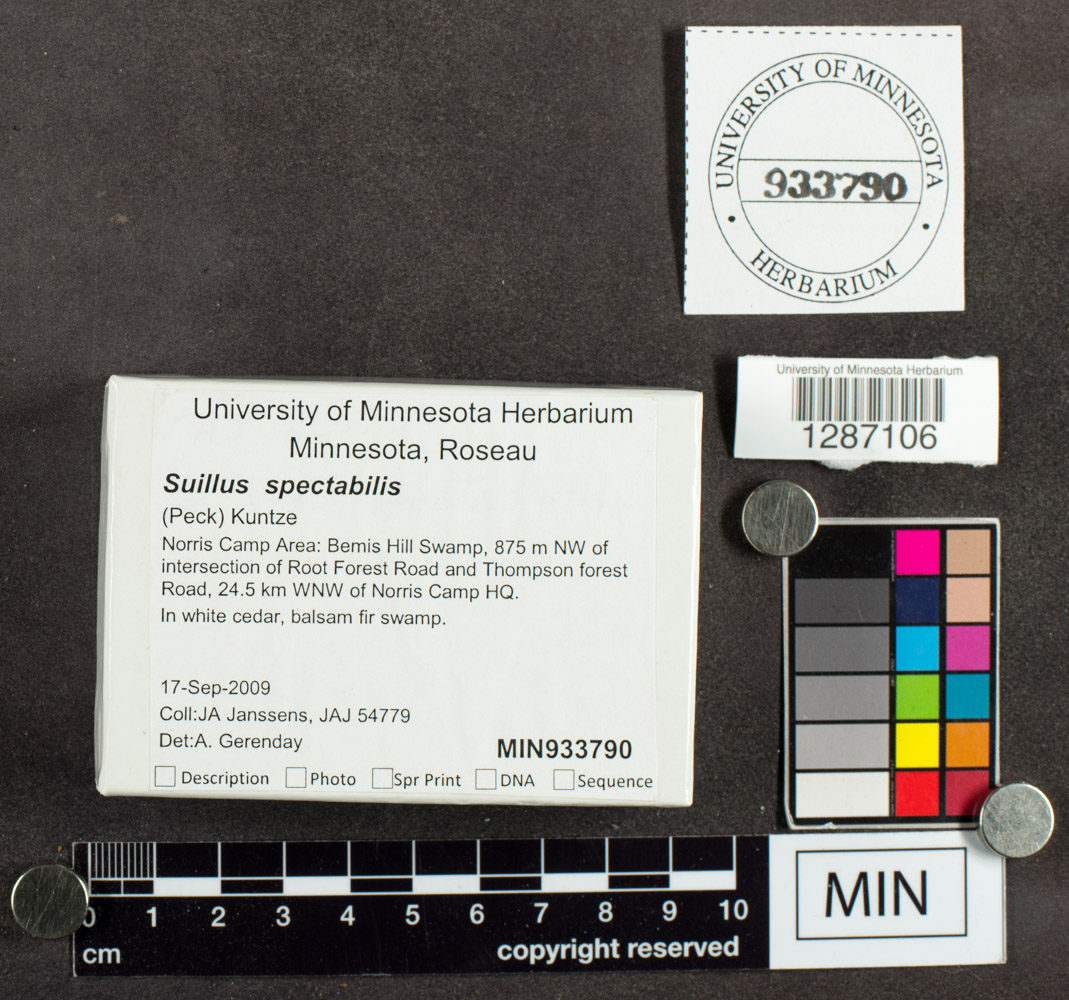 UNIVERSITY OF MINNESOTA
933790
HERBARIUM
University of Minnesota Herbarium
1287106
University of Minnesota Herbarium
Minnesota, Roseau
Suillus spectabilis
(Peck) Kuntze
Norris Camp Area: Bemis Hill Swamp, 875 m NW of
intersection of Root Forest Road and Thompson forest
Road, 24.5 km WNW of Norris Camp HQ.
In white cedar, balsam fir swamp.
17-Sep-2009
Coll:JA Janssens, JAJ 54779
Det:A. Gerenday
MIN933790
Description Photo Spr Print DNA Sequence
0 1 2 3 4 5 6 7 8 9 10
cm
copyright reserved
MIN